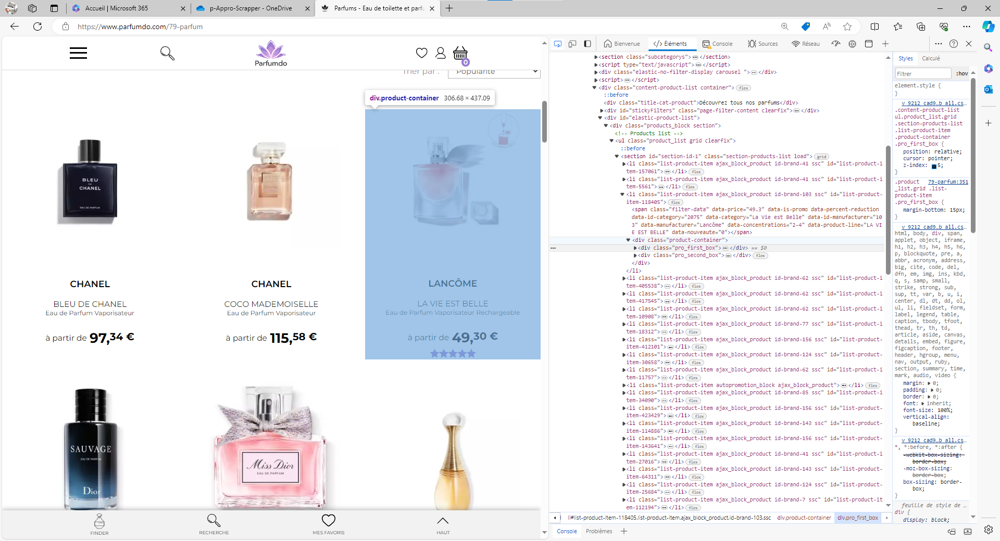 Accueil | Microsoft 365
p-Appro-Scrapper - OneDrive
Parfums - Eau de toilette et parfu
https://www.parfumdo.com/79-parfum
Parfumdo
0
Trier par :
Popularité
div.product-container 306.68 × 437.09
BLEU
DE
CHANEL
EAU DE PARFUM
COCO
CHANEL
BLEU DE CHANEL
Eau de Parfum Vaporisateur
à partir de 97,34 €
CHANEL
COCO MADEMOISELLE
Eau de Parfum Vaporisateur
à partir de 115,58 €
LANCÔME
LA VIE EST BELLE
Eau de Parfum Vaporisateur Rechargeable
à partir de 49,30 €
SAUVAGE
EAU DE PARFUM
Dior
Miss Dior
EAU DE PARFUM
FINDER
RECHERCHE
MES FAVORIS
HAUT
Bienvenue
</> Éléments
Console
Sources
Réseau
<section class="subcategorys"> … </section>
<script type="text/javascript"> … </script>
<div class="elastic-no-filter-display carousel "> … </div>
<script> … </script>
<div class="content-product-list container"> flex
::before
<div class="title-cat-product">Découvrez tous nos parfums</div>
<div id="stickyFilters" class="page-filter-content clearfix"> … </div>
<div id="elastic-product-list">
<div class="products_block section">
<!-- Products list -->
<ul class="product_list grid clearfix">
::before
<section id="section-id-1" class="section-products-list load"> grid
<li class="list-product-item ajax_block_product id-brand-41 ssc" id="list-product-i
tem-157061"> … </li> flex
<li class="list-product-item ajax_block_product id-brand-41 ssc" id="list-product-i
tem-5561"> … </li> flex
<li class="list-product-item ajax_block_product id-brand-103 ssc" id="list-product-
item-118405"> flex
<span class="filter-data" data-price="49.3" data-is-promo data-percent-reduction
data-id-category="2075" data-category="La Vie est Belle" data-id-manufacturer="10
3" data-manufacturer="Lancôme" data-concentrations="2-4" data-product-line="LA VI
E EST BELLE" data-nouveaute="0"></span>
<div class="product-container">
… <div class="pro_first_box"> … </div> == $0
<div class="pro_second_box"> … </div> flex
</div>
</li>
<li class="list-product-item ajax_block_product id-brand-62 ssc" id="list-product-i
tem-405538"> … </li> flex
<li class="list-product-item ajax_block_product id-brand-62 ssc" id="list-product-i
tem-417545"> … </li> flex
<li class="list-product-item ajax_block_product id-brand-62 ssc" id="list-product-i
tem-10908"> … </li> flex
<li class="list-product-item ajax_block_product id-brand-77 ssc" id="list-product-i
tem-18312"> … </li> flex
<li class="list-product-item ajax_block_product id-brand-156 ssc" id="list-product-
item-412101"> … </li> flex
<li class="list-product-item ajax_block_product id-brand-124 ssc" id="list-product-
item-30658"> … </li> flex
<li class="list-product-item ajax_block_product id-brand-62 ssc" id="list-product-i
tem-11757"> … </li> flex
<li class="list-product-item autopromotion_block ajax_block_product"> … </li> flex
<li class="list-product-item ajax_block_product id-brand-85 ssc" id="list-product-i
tem-34090"> … </li> flex
<li class="list-product-item ajax_block_product id-brand-156 ssc" id="list-product-
item-423429"> … </li> flex
<li class="list-product-item ajax_block_product id-brand-143 ssc" id="list-product-
item-114886"> … </li> flex
<li class="list-product-item ajax_block_product id-brand-156 ssc" id="list-product-
item-143641"> … </li> flex
<li class="list-product-item ajax_block_product id-brand-41 ssc" id="list-product-i
tem-27016"> … </li> flex
<li class="list-product-item ajax_block_product id-brand-143 ssc" id="list-product-
item-64311"> … </li> flex
<li class="list-product-item ajax_block_product id-brand-124 ssc" id="list-product-
item-25684"> … </li> flex
<li class="list-product-item ajax_block_product id-brand-7 ssc" id="list-product-it
em-112194"> … </li> flex
li#list-product-item-118405.list-product-item.ajax_block_product.id-brand-103.ssc div.product-container div.pro_first_box
Console Problèmes
Styles Calculé
Filtrer :hov
element.style {
}
v_9212_cad9…b_all.cs…
.content-product-list
ul.product_list.grid
.section-products-list
.list-product-item
.product-container
.pro_first_box {
position: relative;
cursor: pointer;
z-index: 5;
}
.product 79-parfum:351
_list.grid .list-
product-item
.pro_first_box {
margin-bottom: 15px;
}
v_9212_cad9…b_all.cs…
html, body, div, span,
applet, object, iframe,
h1, h2, h3, h4, h5, h6,
p, blockquote, pre, a,
abbr, acronym, address,
big, cite, code, del,
dfn, em, img, ins, kbd,
q, s, samp, small,
strike, strong, sub,
sup, tt, var, b, u, i,
center, dl, dt, dd, ol,
ul, li, fieldset, form,
label, legend, table,
caption, tbody, tfoot,
thead, tr, th, td,
article, aside, canvas,
details, embed, figure,
figcaption, footer,
header, hgroup, menu,
nav, output, ruby,
section, summary, time,
mark, audio, video {
margin: 0;
padding: 0;
border: 0;
font: inherit;
font-size: 100%;
vertical-align:
baseline;
}
v_9212_cad9…b_all.cs…
*, *:before, *:after {
-webkit-box-sizing:
border-box;
-moz-box-sizing:
border-box;
box-sizing: border-
box;
}
feuille de style de …
div {
display: block;